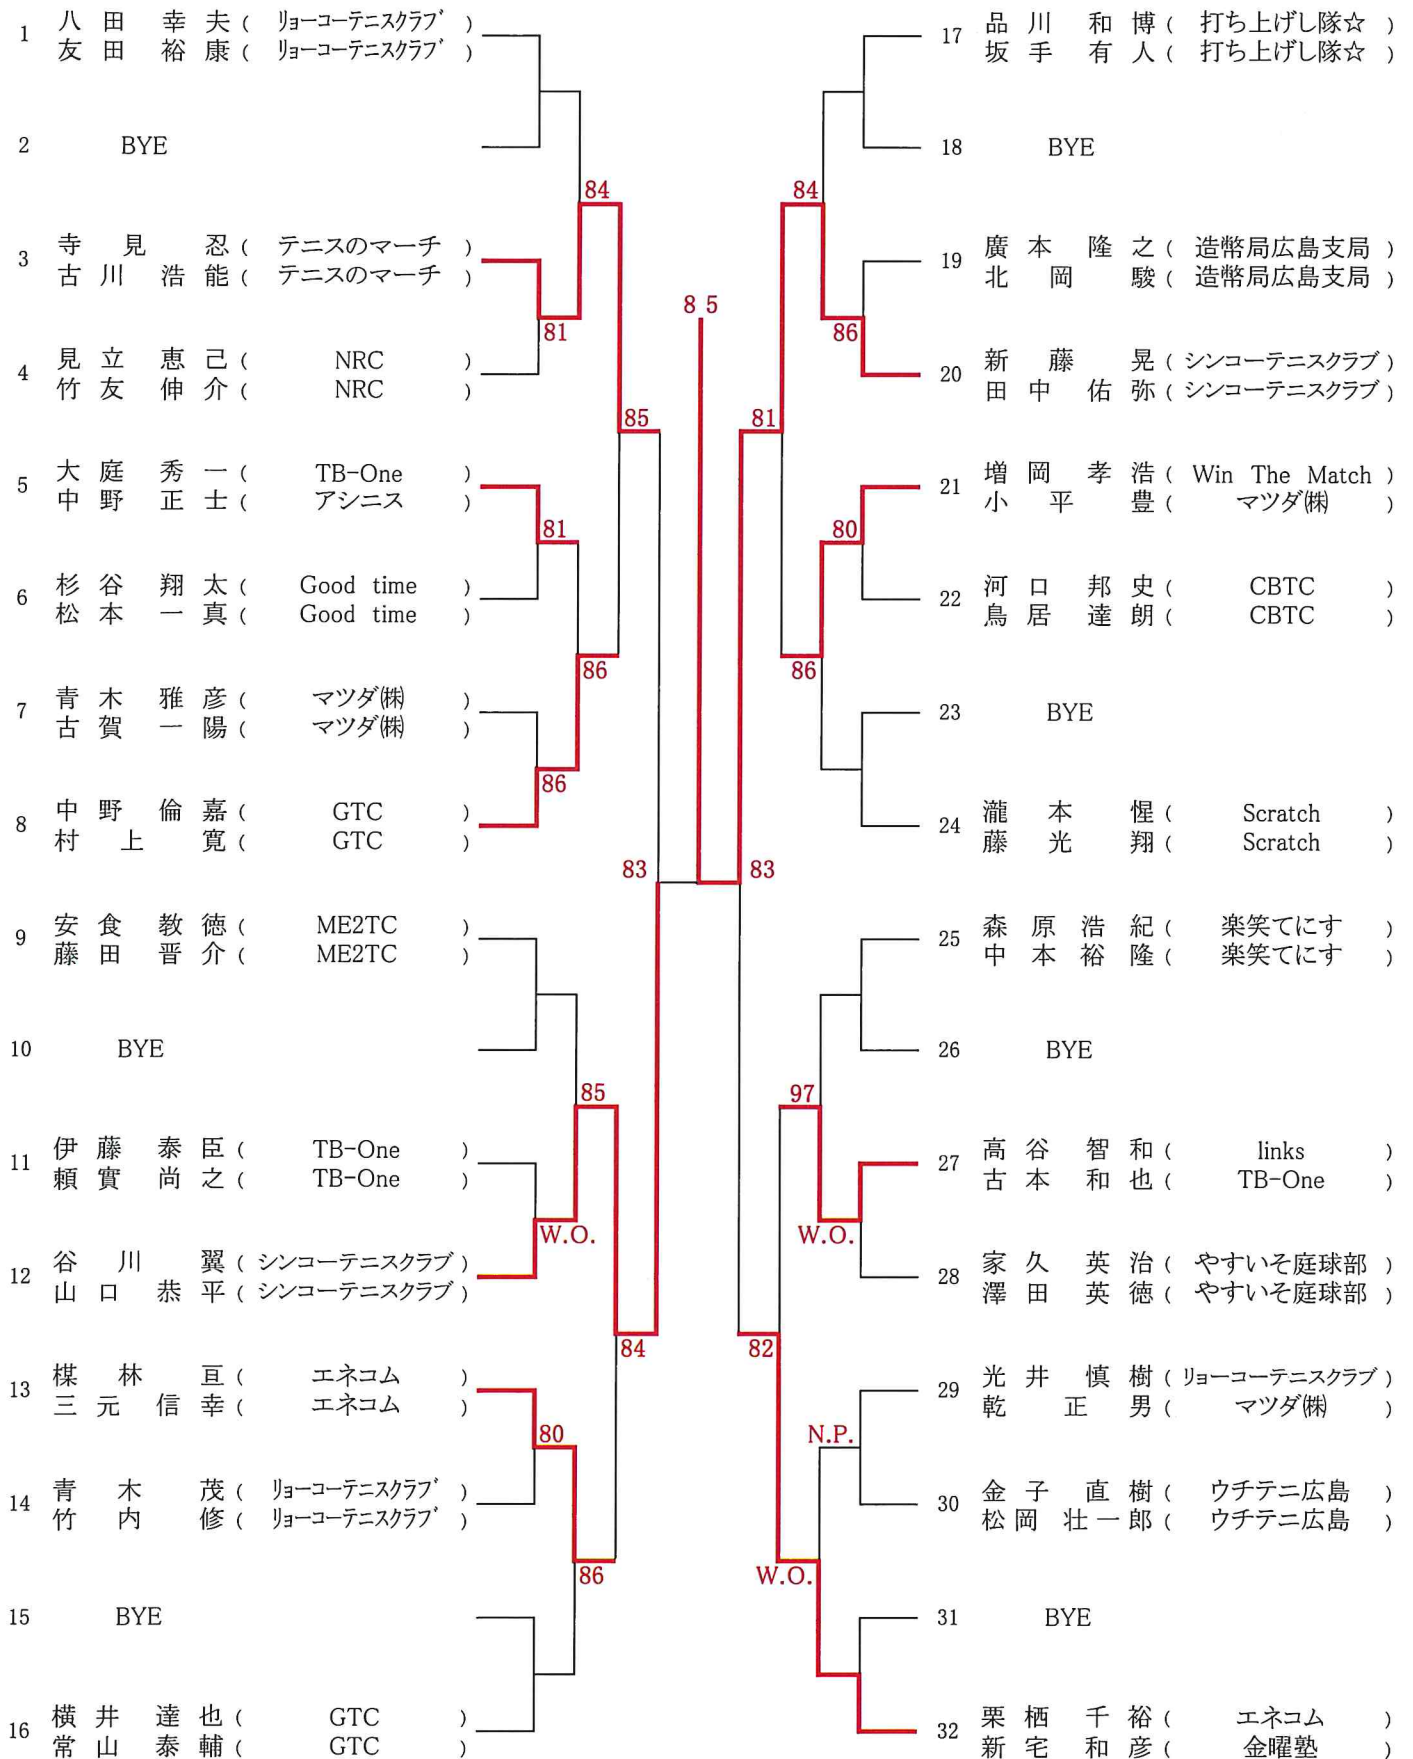 1 八田 幸夫 ( リョーコーテニスクラブ )
友田 裕康 ( リョーコーテニスクラブ )
2 BYE
84
3 寺見 忍 ( テニスのマーチ )
古川 浩能 ( テニスのマーチ )
81
4 見立 恵己 ( NRC )
竹友 伸介 ( NRC )
85
5 大庭 秀一 ( TB-One )
中野 正士 ( アシニス )
81
6 杉谷 翔太 ( Good time )
松本 一真 ( Good time )
86
7 青木 雅彦 ( マツダ㈱ )
古賀 一陽 ( マツダ㈱ )
86
8 中野 倫嘉 ( GTC )
村上 寛 ( GTC )
83
9 安食 教徳 ( ME2TC )
藤田 晋介 ( ME2TC )
10 BYE
85
11 伊藤 泰臣 ( TB-One )
頼實 尚之 ( TB-One )
W.O.
12 谷川 翼 ( シンコーテニスクラブ )
山口 恭平 ( シンコーテニスクラブ )
84
13 楳林 亘 ( エネコム )
三元 信幸 ( エネコム )
80
14 青木 茂 ( リョーコーテニスクラブ )
竹内 修 ( リョーコーテニスクラブ )
86
15 BYE
16 横井 達也 ( GTC )
常山 泰輔 ( GTC )
8 5
17 品川 和博 ( 打ち上げし隊☆ )
坂手 有人 ( 打ち上げし隊☆ )
18 BYE
84
19 廣本 隆之 ( 造幣局広島支局 )
北岡 駿 ( 造幣局広島支局 )
86
20 新藤 晃 ( シンコーテニスクラブ )
田中 佑弥 ( シンコーテニスクラブ )
81
21 増岡 孝浩 ( Win The Match )
小平 豊 ( マツダ㈱ )
80
22 河口 邦史 ( CBTC )
鳥居 達朗 ( CBTC )
86
23 BYE
24 瀧本 惺 ( Scratch )
藤光 翔 ( Scratch )
83
25 森原 浩紀 ( 楽笑てにす )
中本 裕隆 ( 楽笑てにす )
26 BYE
97
27 高谷 智和 ( links )
古本 和也 ( TB-One )
W.O.
28 家久 英治 ( やすいそ庭球部 )
澤田 英徳 ( やすいそ庭球部 )
82
29 光井 慎樹 ( リョーコーテニスクラブ )
乾 正男 ( マツダ㈱ )
N.P.
30 金子 直樹 ( ウチテニ広島 )
松岡 壮一郎 ( ウチテニ広島 )
W.O.
31 BYE
32 栗栖 千裕 ( エネコム )
新宅 和彦 ( 金曜塾 )